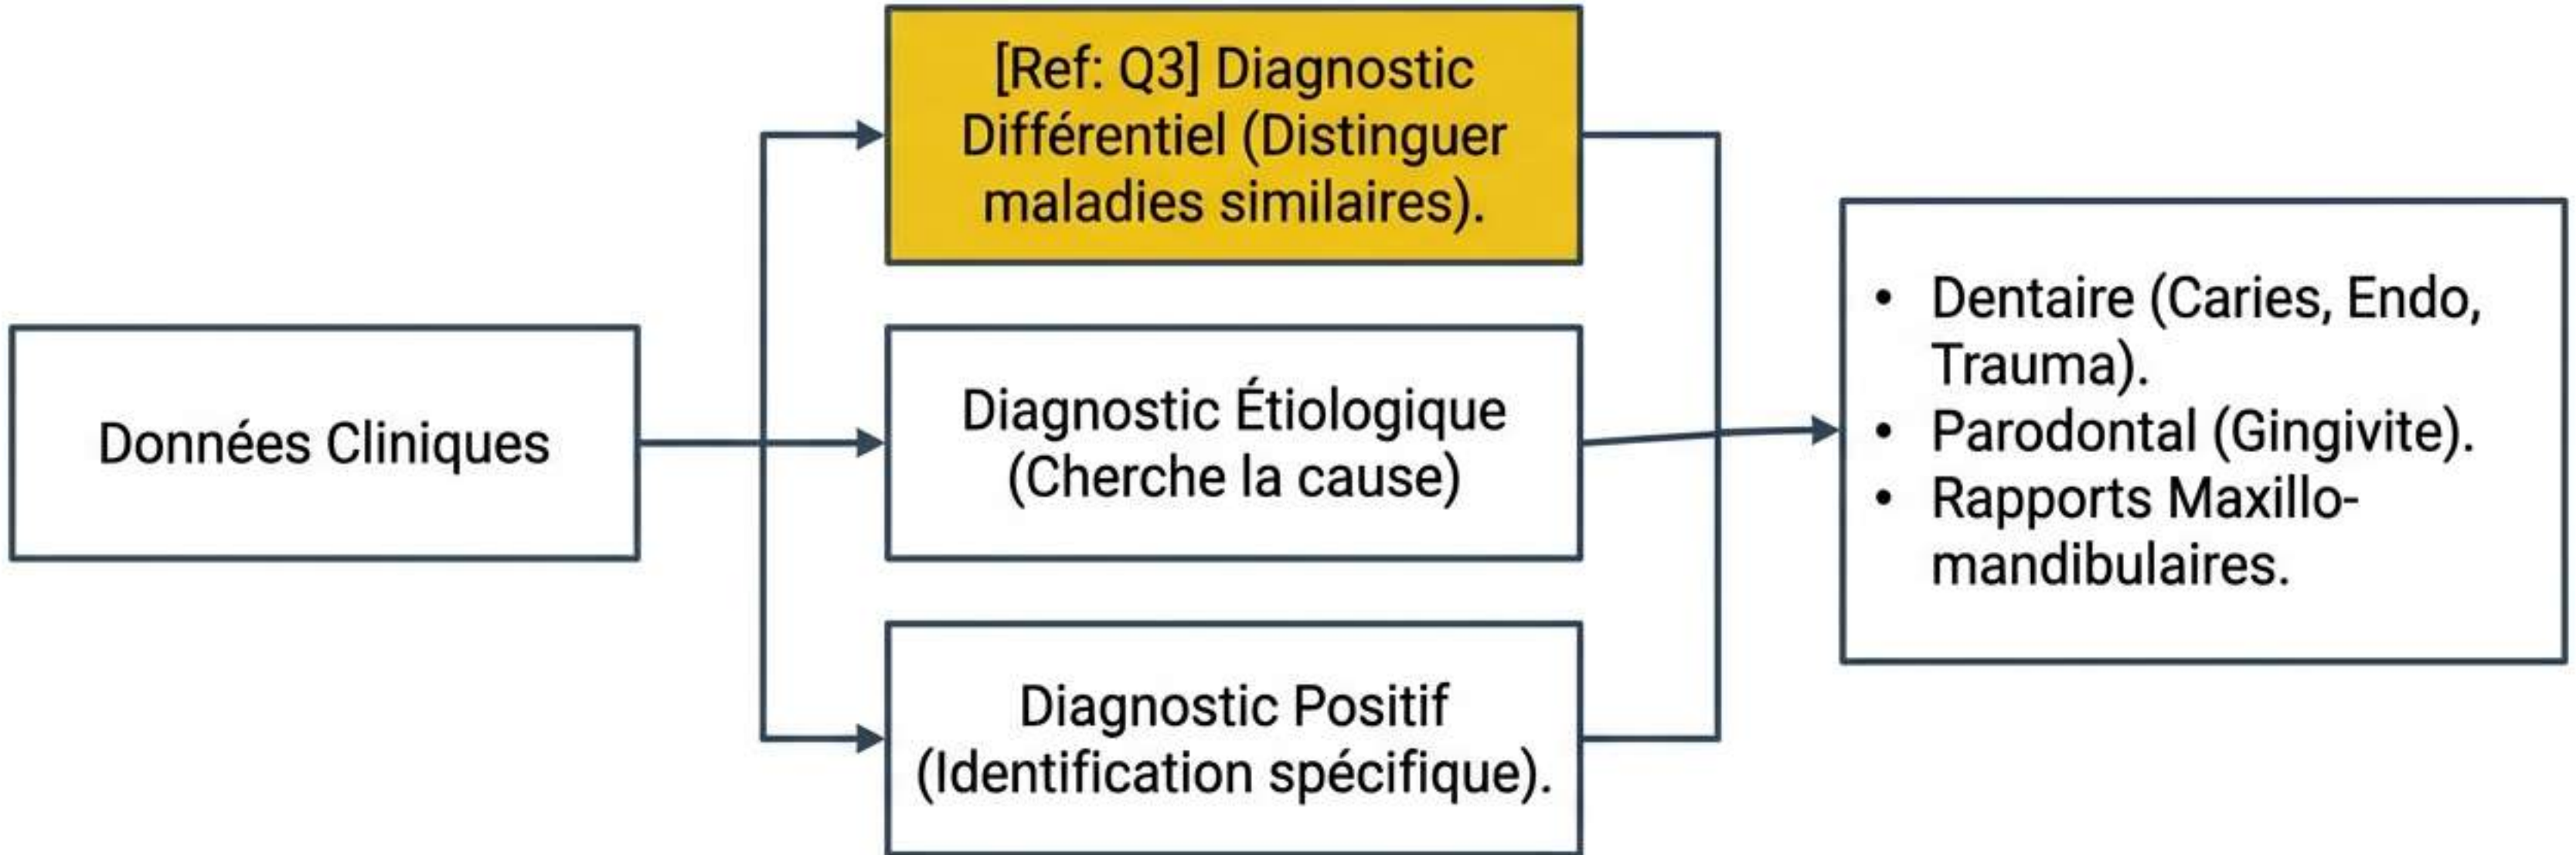 Données Cliniques
[Ref: Q3] Diagnostic
Différentiel (Distinguer
maladies similaires).
Diagnostic Étiologique
(Cherche la cause)
Diagnostic Positif
(Identification spécifique).
• Dentaire (Caries, Endo,
Trauma).
• Parodontal (Gingivite).
• Rapports Maxillo-
mandibulaires.